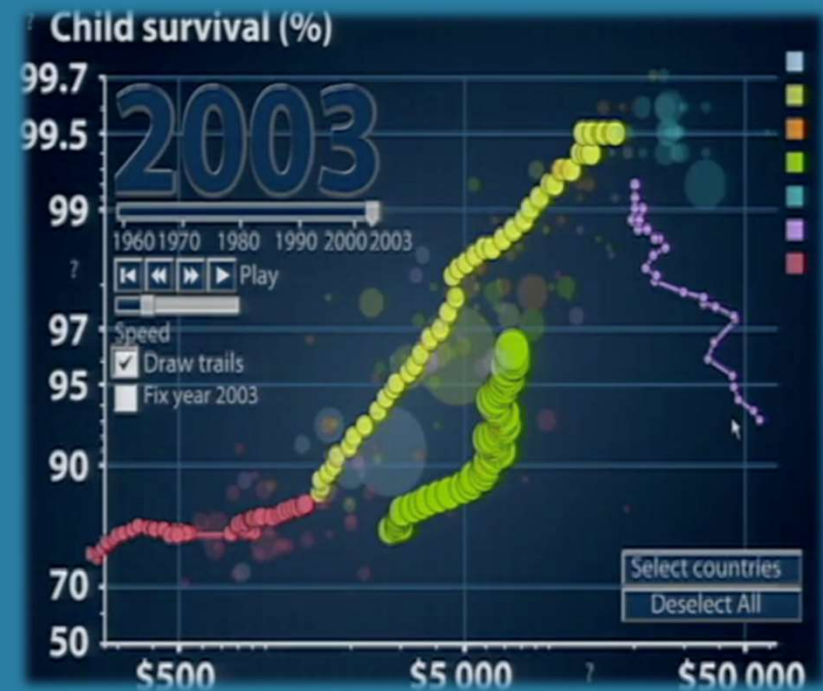 Child survival (%)
99.7
2003
99.5
99
1960 1970 1980 1990 2000 2003
?
Play
97
Speed
Draw trails
95
Fix year 2003
90
Select countries
70
Deselect All
50
$500 $5 000 ? $50 000